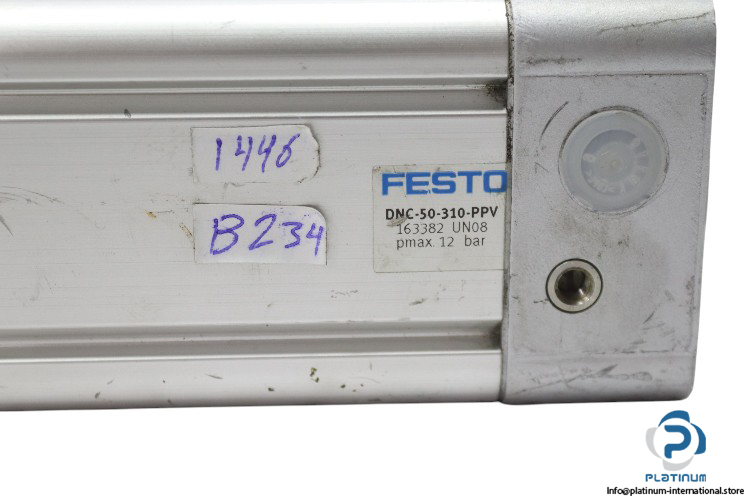 1446
B234
FESTO
DNC-50-310-PPV
163382 UN08
pmax. 12 bar
PLATINUM
Info@platinum-international.store